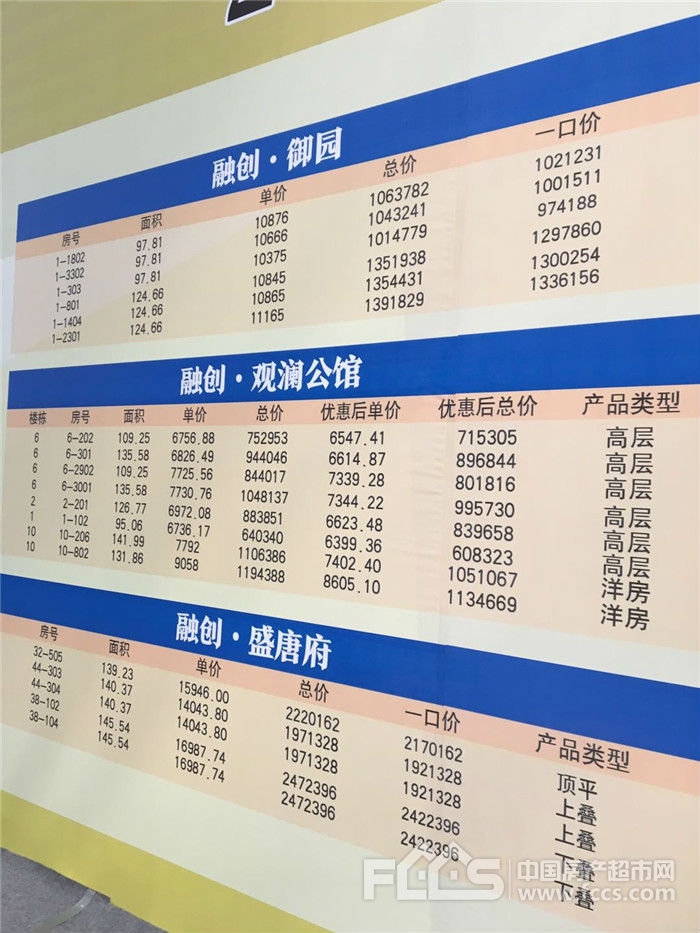 融创·御园
房号 面积 单价 总价 一口价
1-1802 97.81 10876 1063782 1021231
1-3302 97.81 10666 1043241 1001511
1-303 97.81 10375 1014779 974188
1-801 124.66 10845 1351938 1297860
1-1404 124.66 10865 1354431 1300254
1-2301 124.66 11165 1391829 1336156
融创·观澜公馆
楼栋 房号 面积 单价 总价 优惠后单价 优惠后总价 产品类型
6 6-202 109.25 6756.88 752953 6547.41 715305 高层
6 6-301 135.58 6826.49 944046 6614.87 896844 高层
6 6-2902 109.25 7725.56 844017 7339.28 801816 高层
6 6-3001 135.58 7730.76 1048137 7344.22 995730 高层
2 2-201 126.77 6972.08 883851 6623.48 839658 高层
1 1-102 95.06 6736.17 640340 6399.36 608323 高层
10 10-206 141.99 7792 1106386 7402.40 1051067 洋房
10 10-802 131.86 9058 1194388 8605.10 1134669 洋房
融创·盛唐府
房号 面积 单价 总价 一口价 产品类型
32-505 139.23 15946.00 2220162 2170162 顶平
44-303 140.37 14043.80 1971328 1921328 上叠
44-304 140.37 14043.80 1971328 1921328 上叠
38-102 145.54 16987.74 2472396 2422396 下叠
38-104 145.54 16987.74 2472396 2422396 下叠
FCCS 中国房产超市网
www.fccs.com